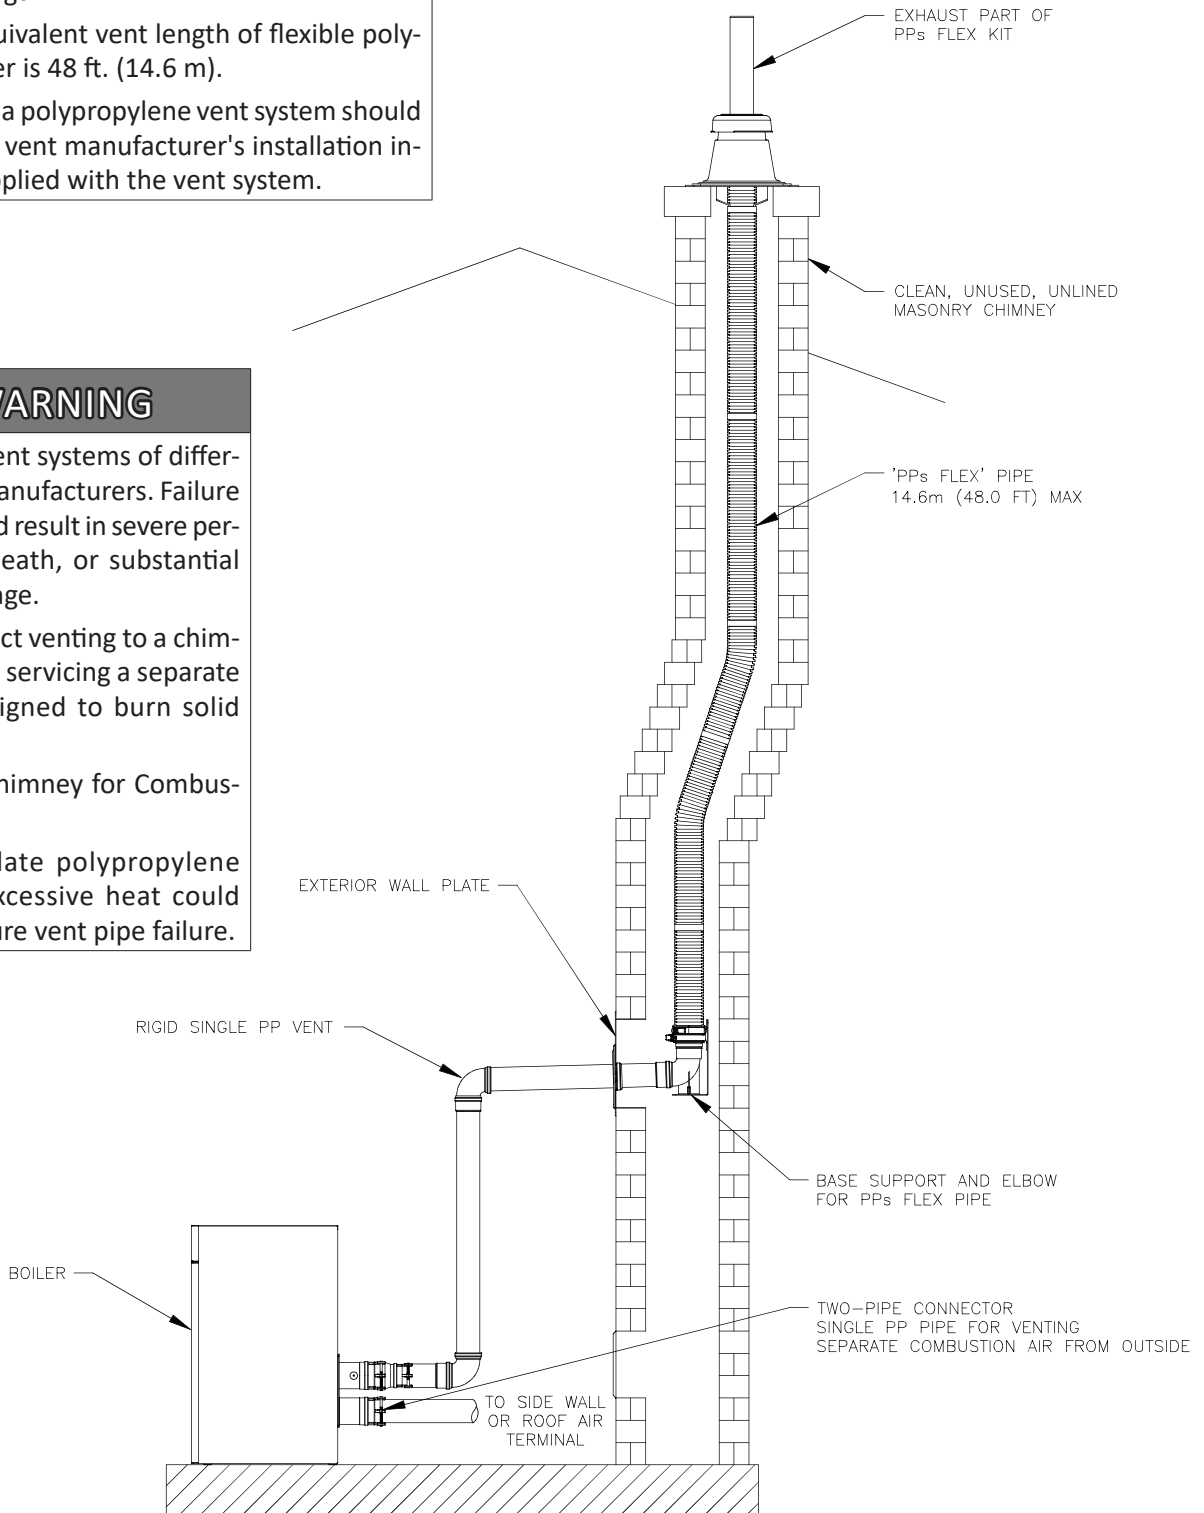 uivalent vent length of flexible poly-
er is 48 ft. (14.6 m).
a polypropylene vent system should
vent manufacturer's installation in-
plied with the vent system.
EXHAUST PART OF
PPs FLEX KIT
CLEAN, UNUSED, UNLINED
MASONRY CHIMNEY
WARNING
ent systems of differ-
anufacturers. Failure
d result in severe per-
eath, or substantial
age.
ct venting to a chim-
servicing a separate
igned to burn solid
himney for Combus-
late polypropylene
xcessive heat could
ure vent pipe failure.
'PPs FLEX' PIPE
14.6m (48.0 FT) MAX
EXTERIOR WALL PLATE
RIGID SINGLE PP VENT
BASE SUPPORT AND ELBOW
FOR PPs FLEX PIPE
BOILER
TWO-PIPE CONNECTOR
SINGLE PP PIPE FOR VENTING
SEPARATE COMBUSTION AIR FROM OUTSIDE
TO SIDE WALL
OR ROOF AIR
TERMINAL